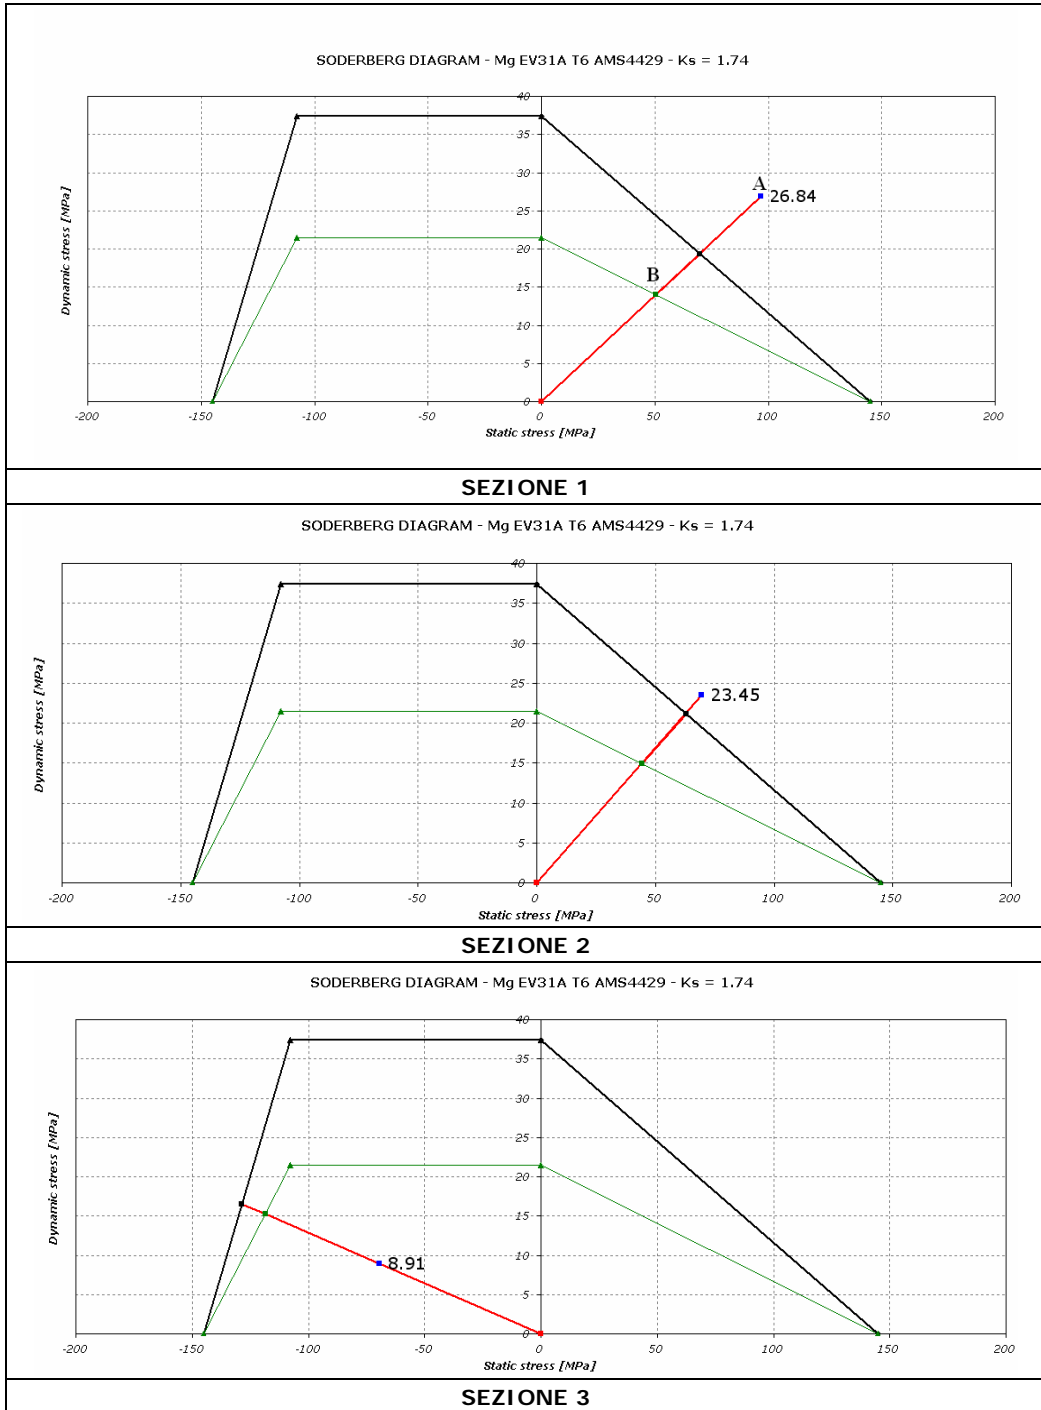 SODERBERG DIAGRAM - Mg EV31A T6 AMS4429 - Ks = 1.74
40
35
30
25
20
15
10
5
0
Dynamic stress [MPa]
A
26.84
B
-200 -150 -100 -50 0 50 100 150 200
Static stress [MPa]
SEZIONE 1
SODERBERG DIAGRAM - Mg EV31A T6 AMS4429 - Ks = 1.74
40
35
30
25
20
15
10
5
0
Dynamic stress [MPa]
23.45
-200 -150 -100 -50 0 50 100 150 200
Static stress [MPa]
SEZIONE 2
SODERBERG DIAGRAM - Mg EV31A T6 AMS4429 - Ks = 1.74
40
35
30
25
20
15
10
5
0
Dynamic stress [MPa]
8.91
-200 -150 -100 -50 0 50 100 150 200
Static stress [MPa]
SEZIONE 3